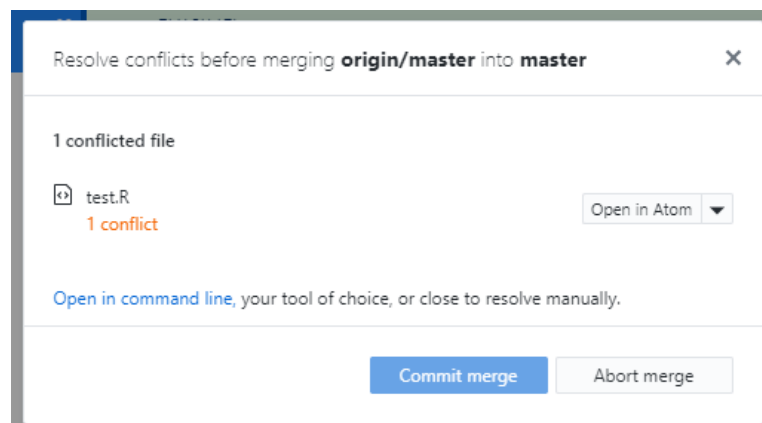 Resolve conflicts before merging origin/master into master
1 conflicted file
test.R
1 conflict
Open in Atom
Open in command line, your tool of choice, or close to resolve manually.
Commit merge
Abort merge